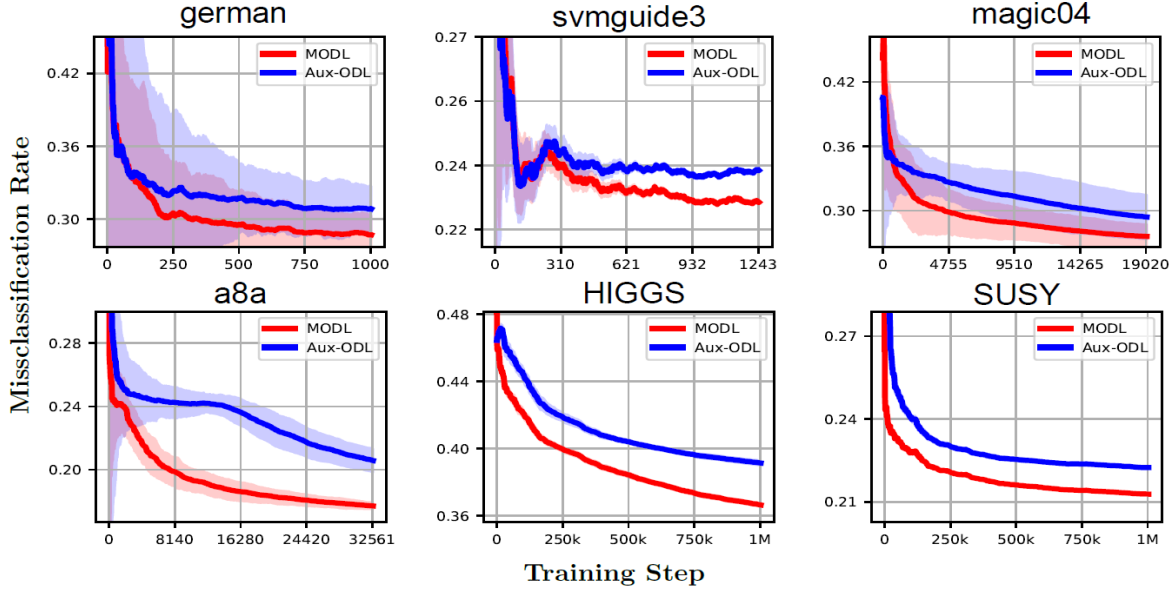 german
svmguide3
magic04
0.42
0.36
0.30
MODL
Aux-ODL
0 250 500 750 1000
0.27
0.26
0.24
0.22
MODL
Aux-ODL
0 310 621 932 1243
0.42
0.36
0.30
MODL
Aux-ODL
0 4755 9510 14265 19020
Missclassification Rate
a8a
HIGGS
SUSY
0.28
0.24
0.20
MODL
Aux-ODL
0 8140 16280 24420 32561
0.48
0.44
0.40
0.36
MODL
Aux-ODL
0 250k 500k 750k 1M
0.27
0.24
0.21
MODL
Aux-ODL
0 250k 500k 750k 1M
Training Step